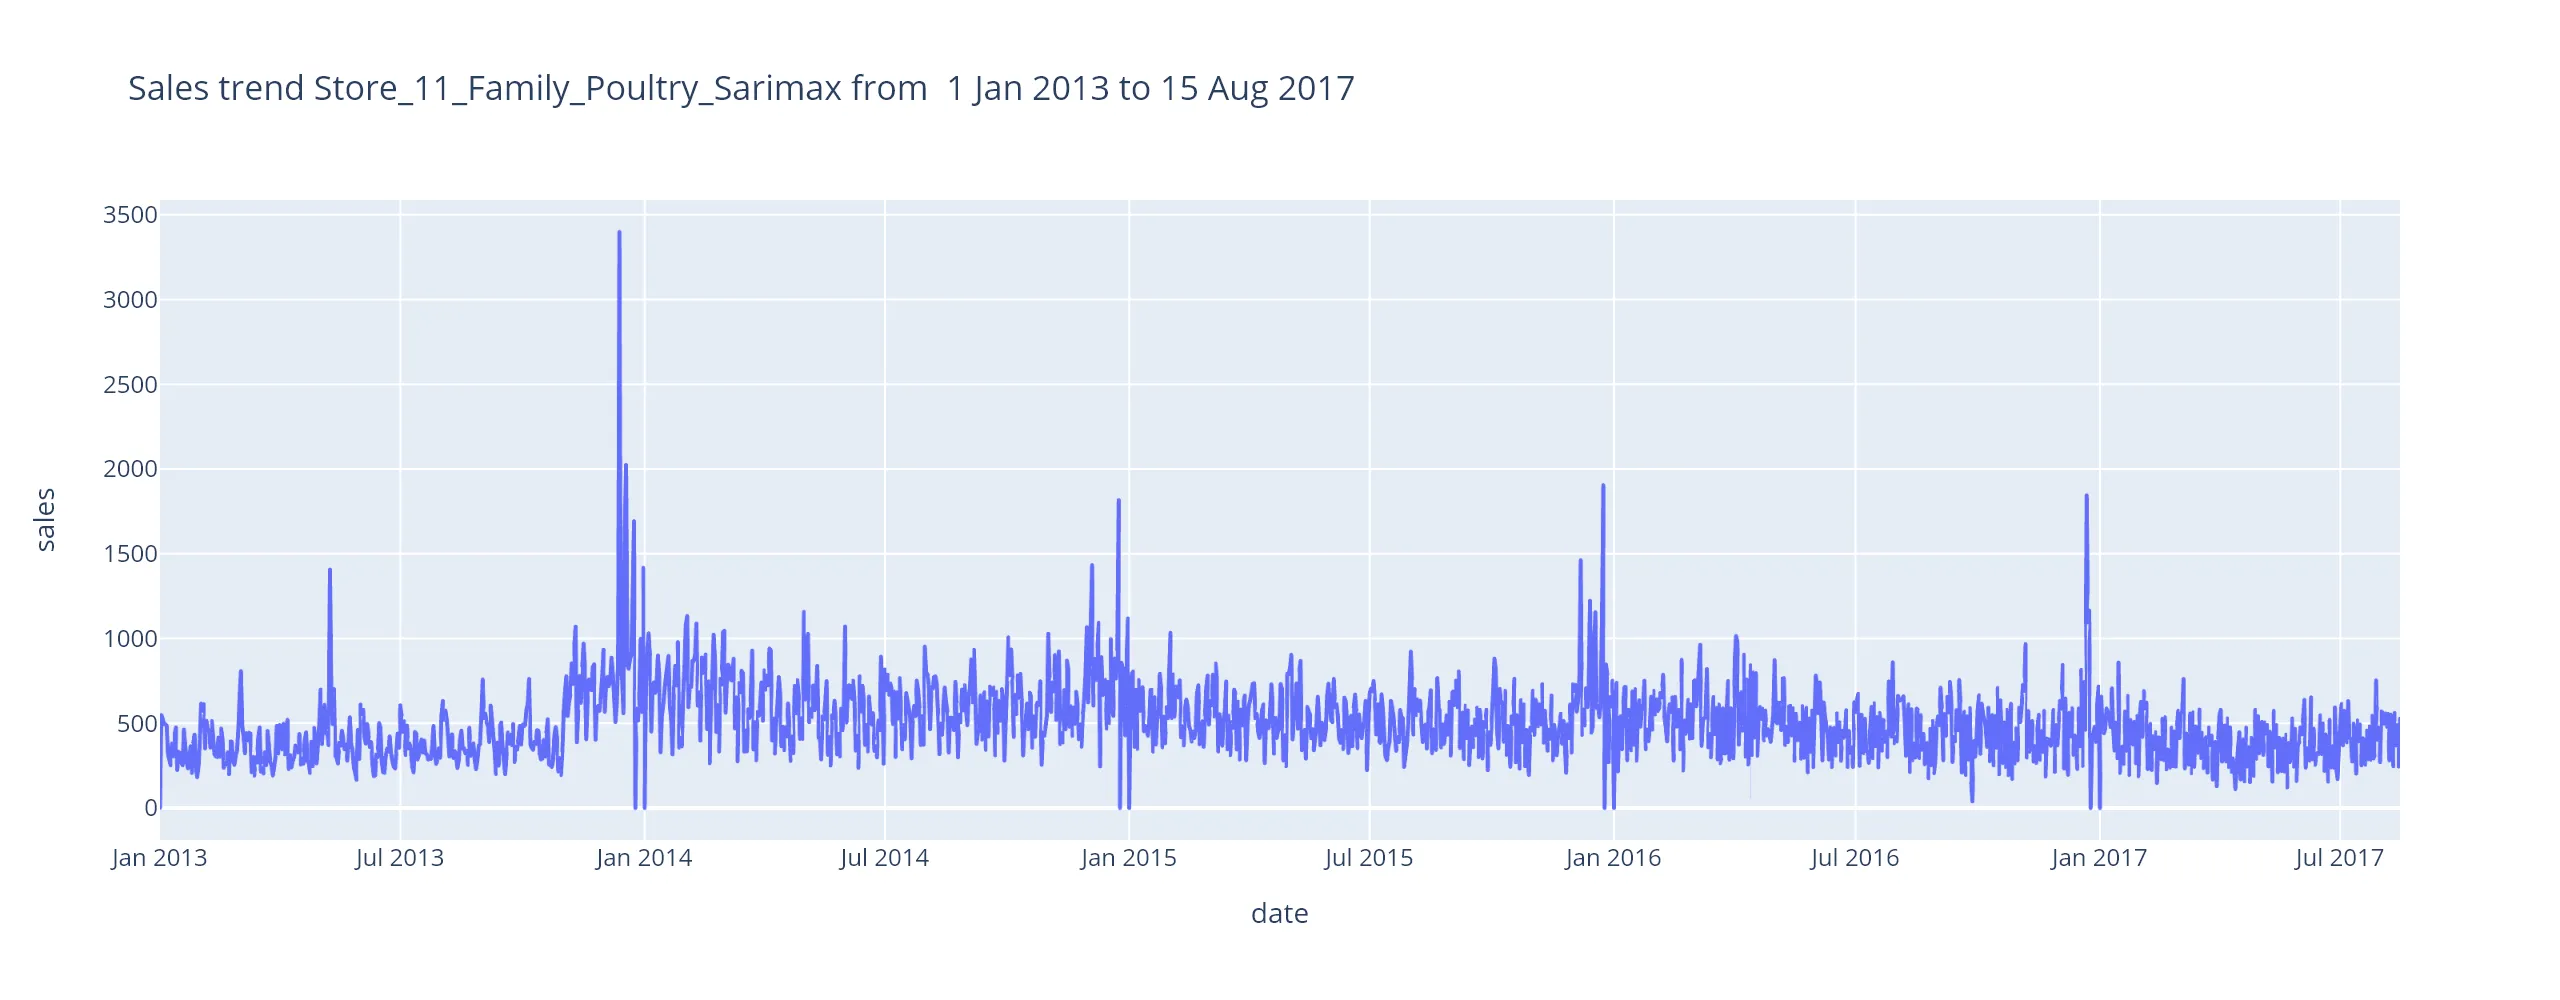 Sales trend Store_11_Family_Poultry_Sarimax from  1 Jan 2013 to 15 Aug 2017
3500
3000
2500
2000
1500
1000
500
0
sales
Jan 2013 Jul 2013 Jan 2014 Jul 2014 Jan 2015 Jul 2015 Jan 2016 Jul 2016 Jan 2017 Jul 2017
date